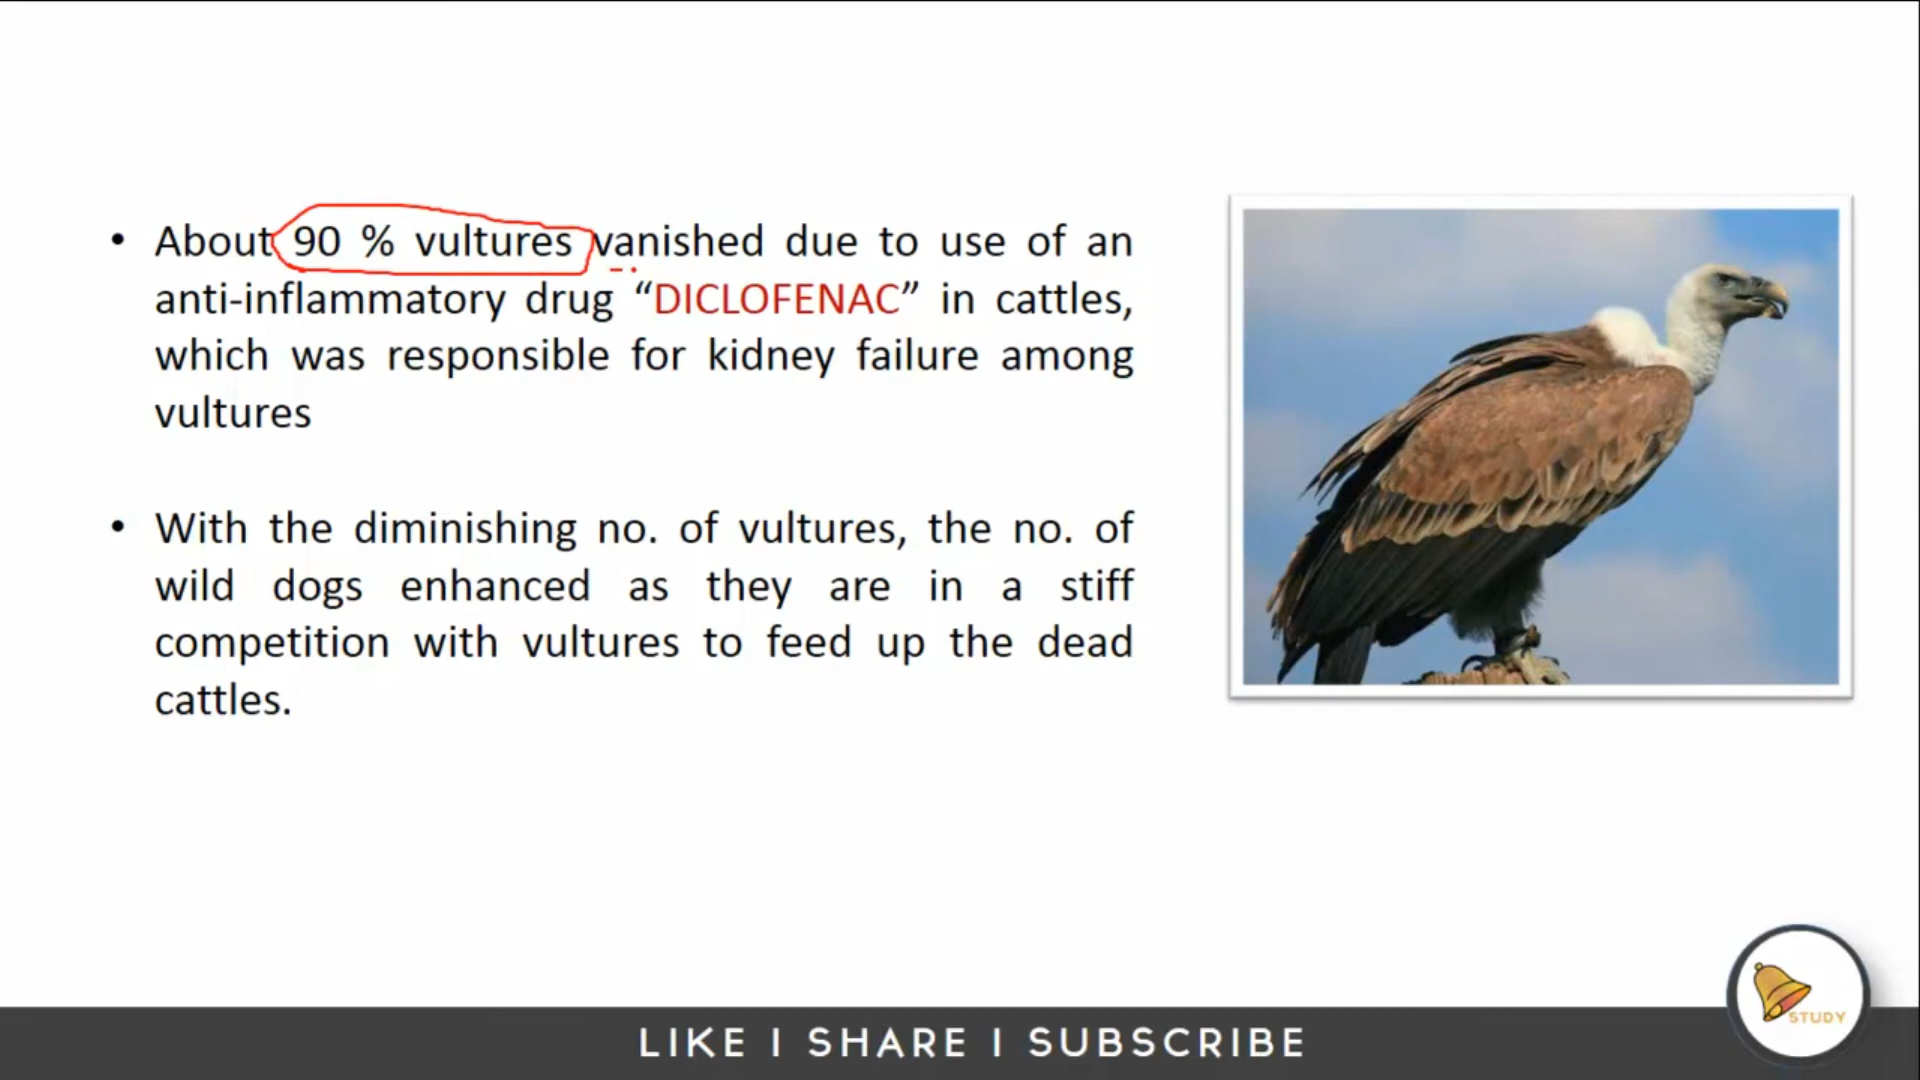 • About 90 % vultures vanished due to use of an
anti-inflammatory drug “DICLOFENAC” in cattles,
which was responsible for kidney failure among
vultures
• With the diminishing no. of vultures, the no. of
wild dogs enhanced as they are in a stiff
competition with vultures to feed up the dead
cattles.
STUDY
LIKE I SHARE I SUBSCRIBE